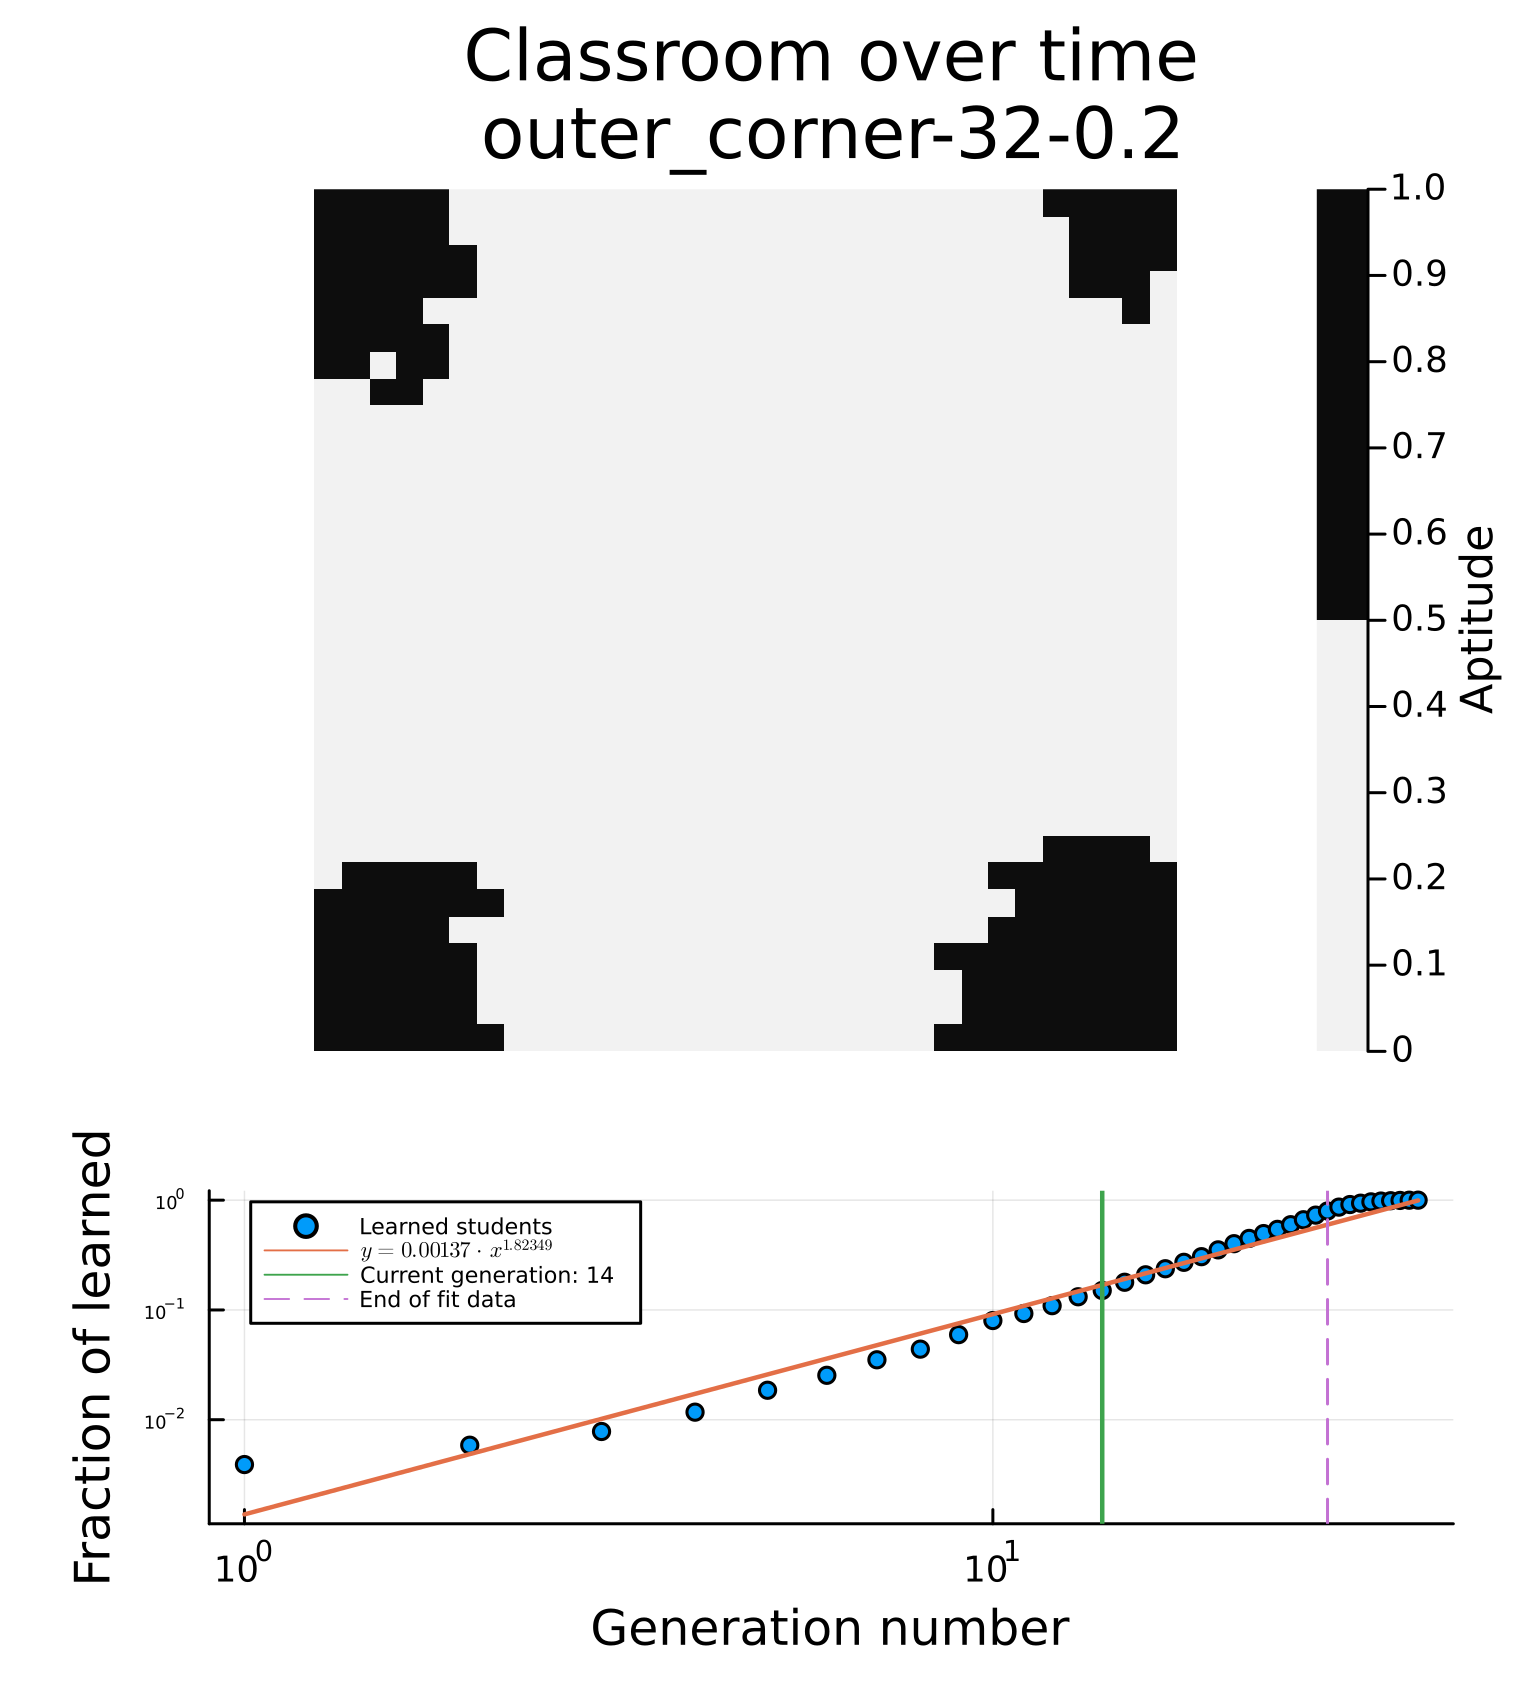 Classroom over time
outer_corner-32-0.2
1.0
0.9
0.8
0.7
0.6
0.5
0.4
0.3
0.2
0.1
0
Aptitude
Fraction of learned
10⁰
10⁻¹
10⁻²
Learned students
y = 0.00137 · x^1.82349
Current generation: 14
End of fit data
10⁰
10¹
Generation number